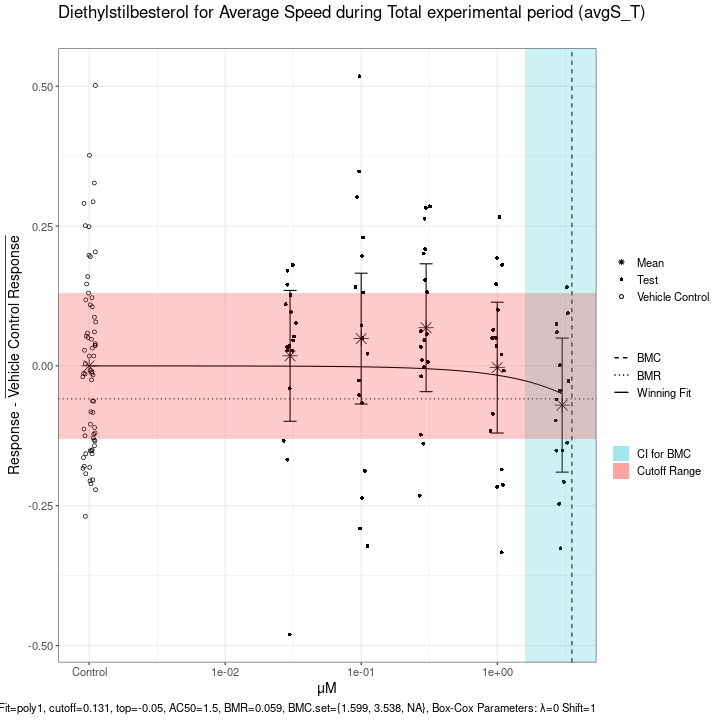 Diethylstilbesterol for Average Speed during Total experimental period (avgS_T)
Response - Vehicle Control Response
0.50
0.25
0.00
-0.25
-0.50
Control
1e-02
1e-01
1e+00
µM
Mean
Test
Vehicle Control
BMC
BMR
Winning Fit
CI for BMC
Cutoff Range
Fit=poly1, cutoff=0.131, top=-0.05, AC50=1.5, BMR=0.059, BMC.set={1.599, 3.538, NA}, Box-Cox Parameters: λ=0 Shift=1